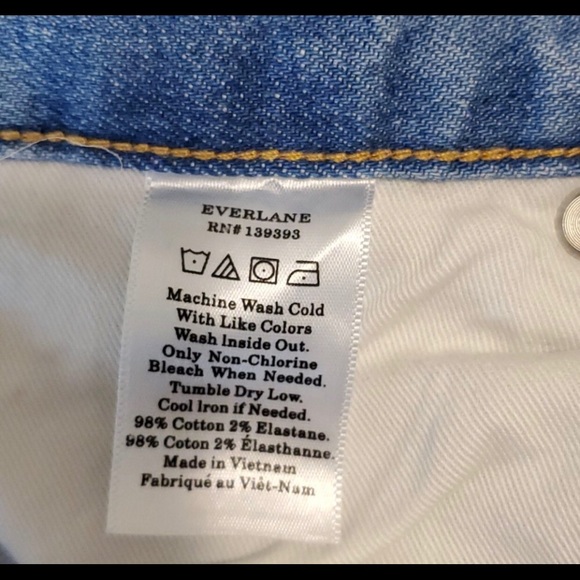 EVERLANE
RN# 139393
Machine Wash Cold
With Like Colors
Wash Inside Out.
Only Non-Chlorine
Bleach When Needed.
Tumble Dry Low.
Cool Iron if Needed.
98% Cotton 2% Elastane.
98% Coton 2% Élasthanne.
Made in Vietnam
Fabriqué au Viêt-Nam